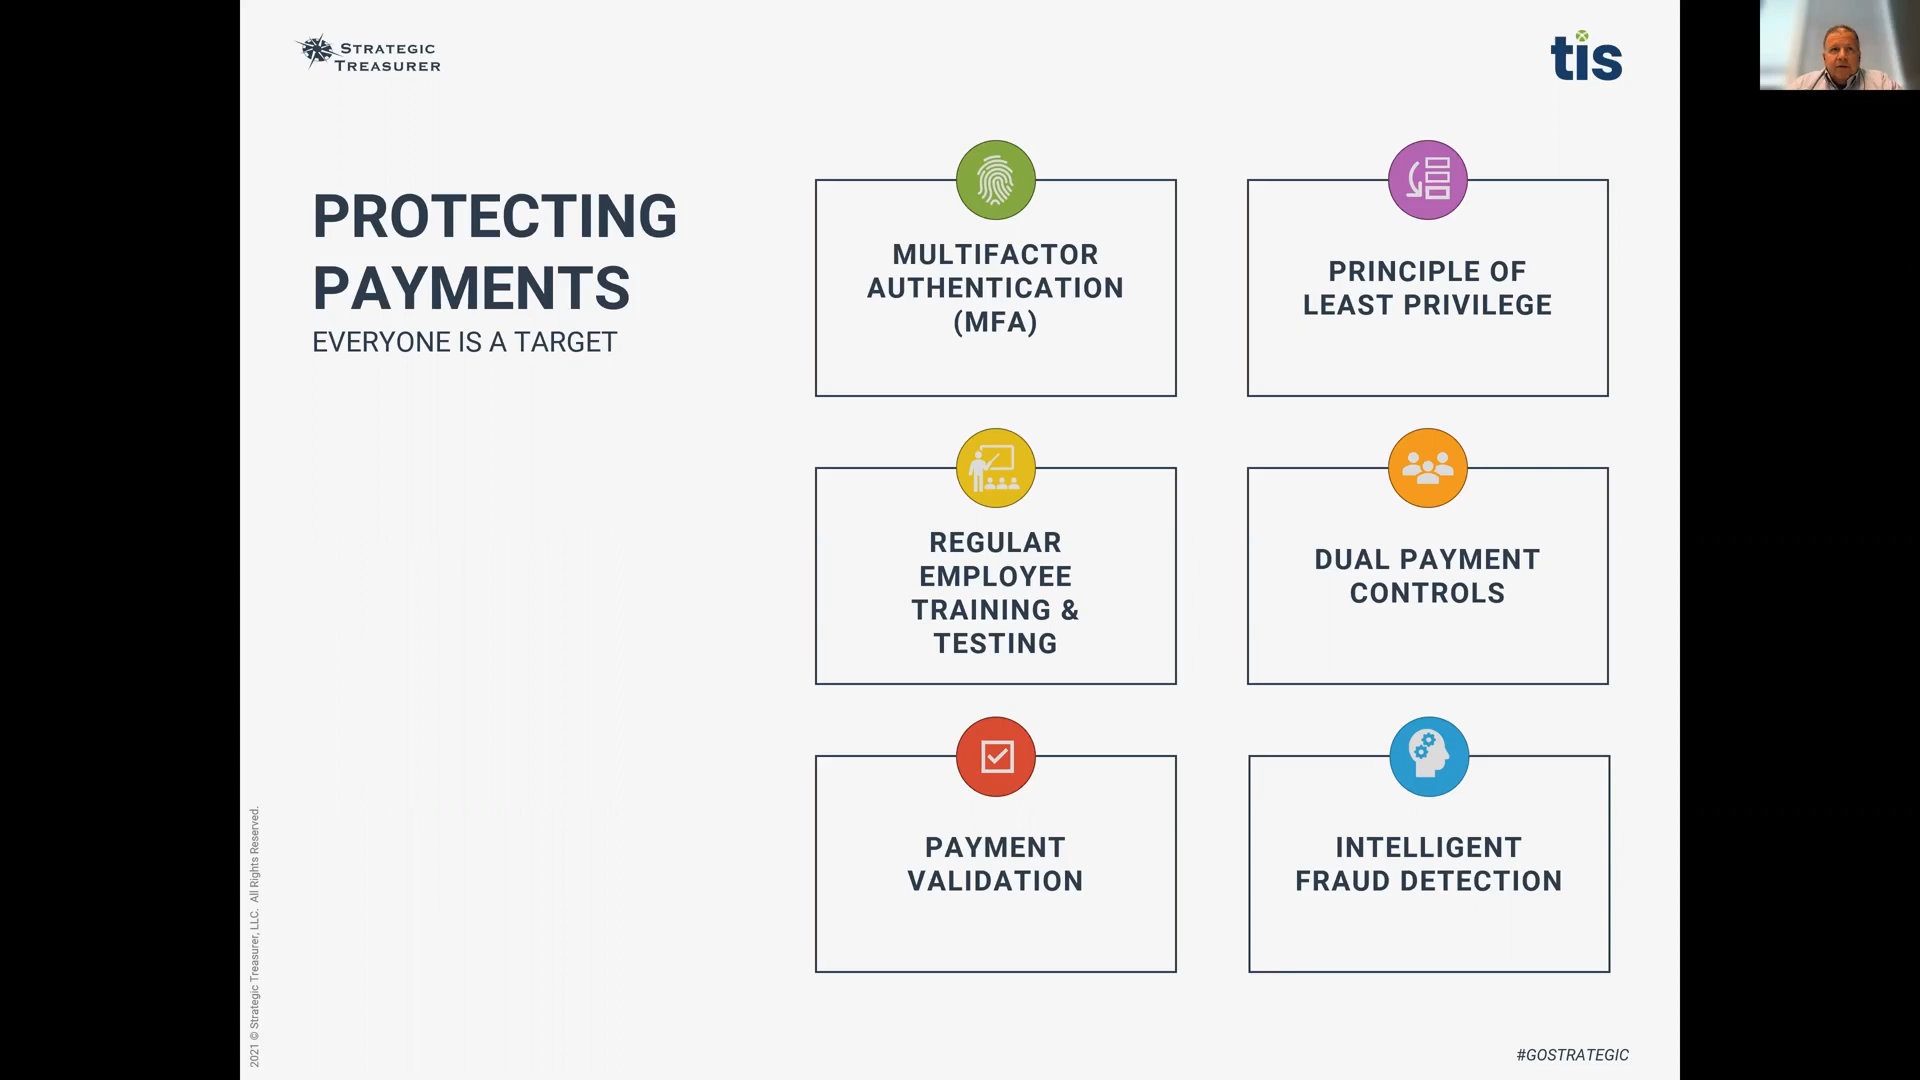 STRATEGIC
TREASURER
tis
PROTECTING
PAYMENTS
EVERYONE IS A TARGET
MULTIFACTOR
AUTHENTICATION
(MFA)
PRINCIPLE OF
LEAST PRIVILEGE
REGULAR
EMPLOYEE
TRAINING &
TESTING
DUAL PAYMENT
CONTROLS
PAYMENT
VALIDATION
INTELLIGENT
FRAUD DETECTION
2021 © Strategic Treasurer, LLC. All Rights Reserved.
#GOSTRATEGIC